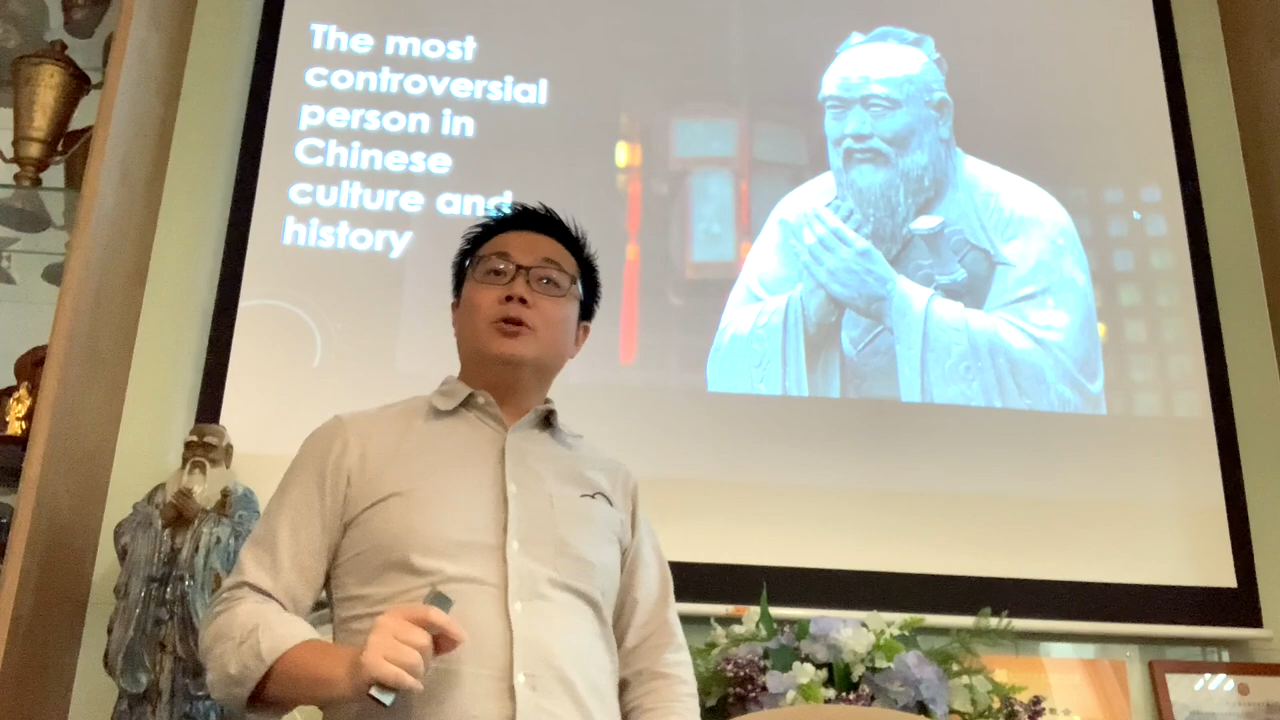 The most
controversial
person in
Chinese
culture and
history